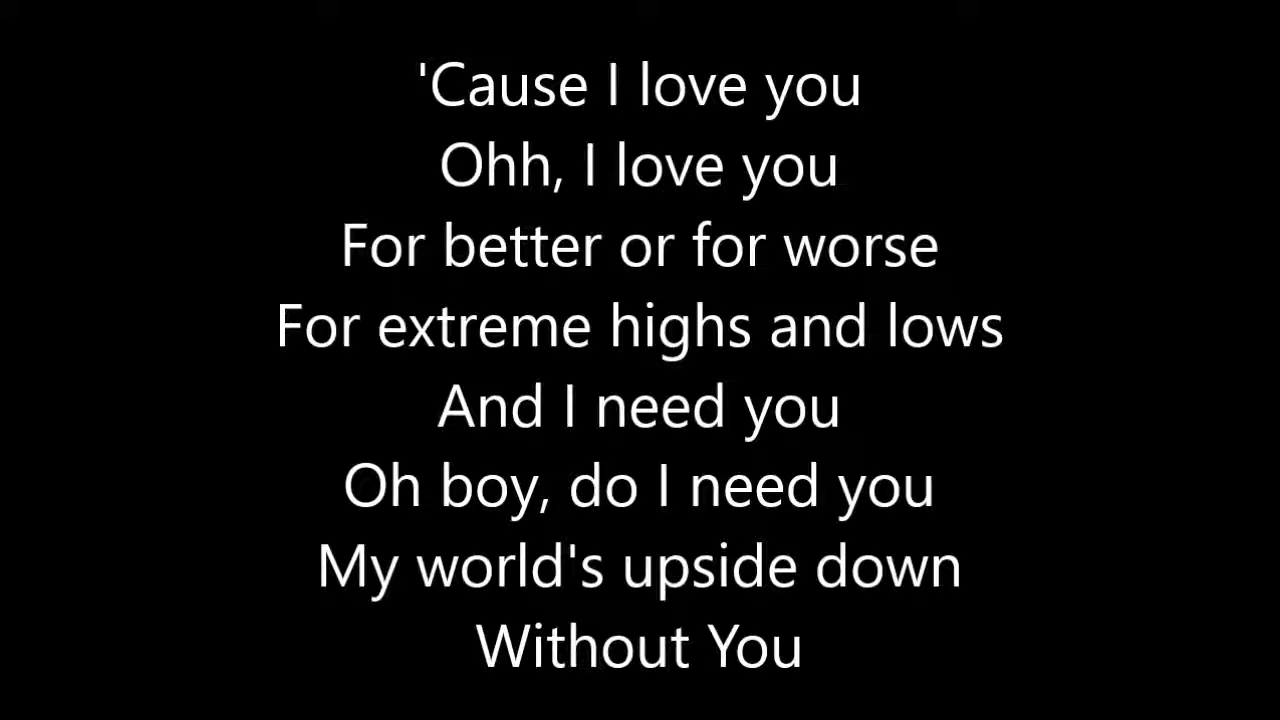 'Cause I love you
Ohh, I love you
For better or for worse
For extreme highs and lows
And I need you
Oh boy, do I need you
My world's upside down
Without You